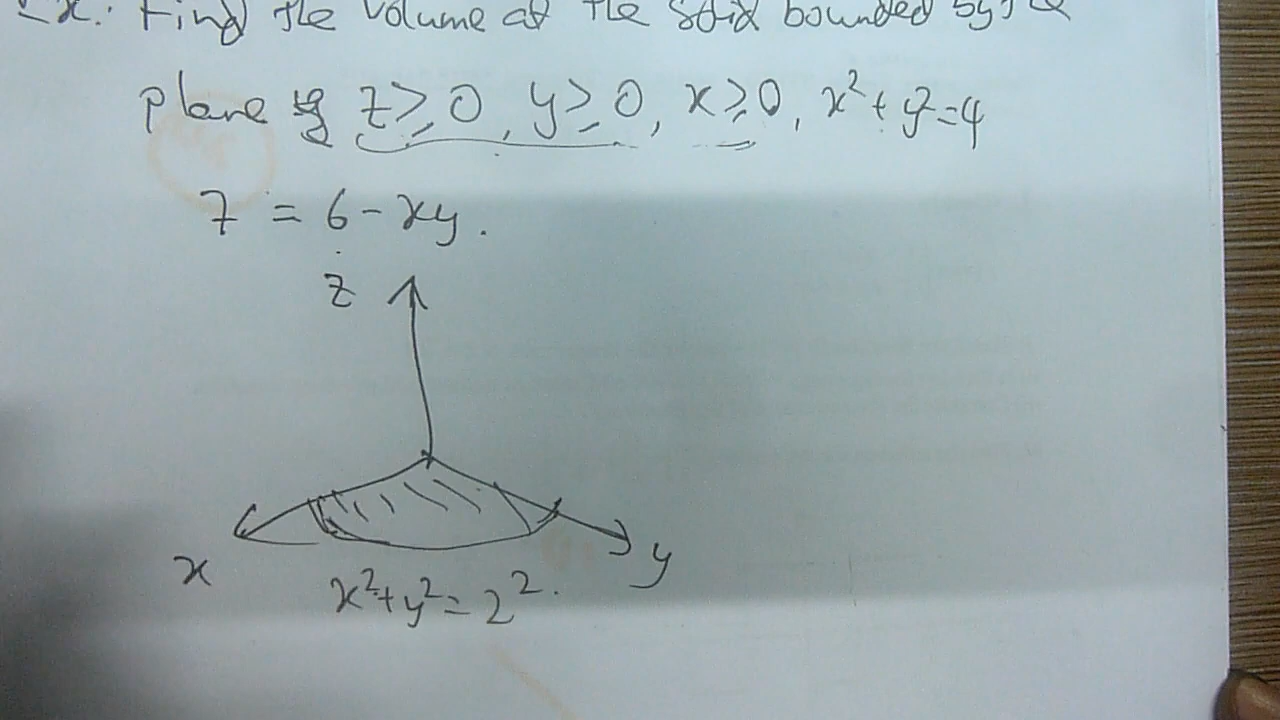 Ex: Find the volume of the solid bounded by the
plane z ≥ 0, y ≥ 0, x ≥ 0, x² + y² = 4
z = 6 - xy.
z
x
y
x² + y² = 2².